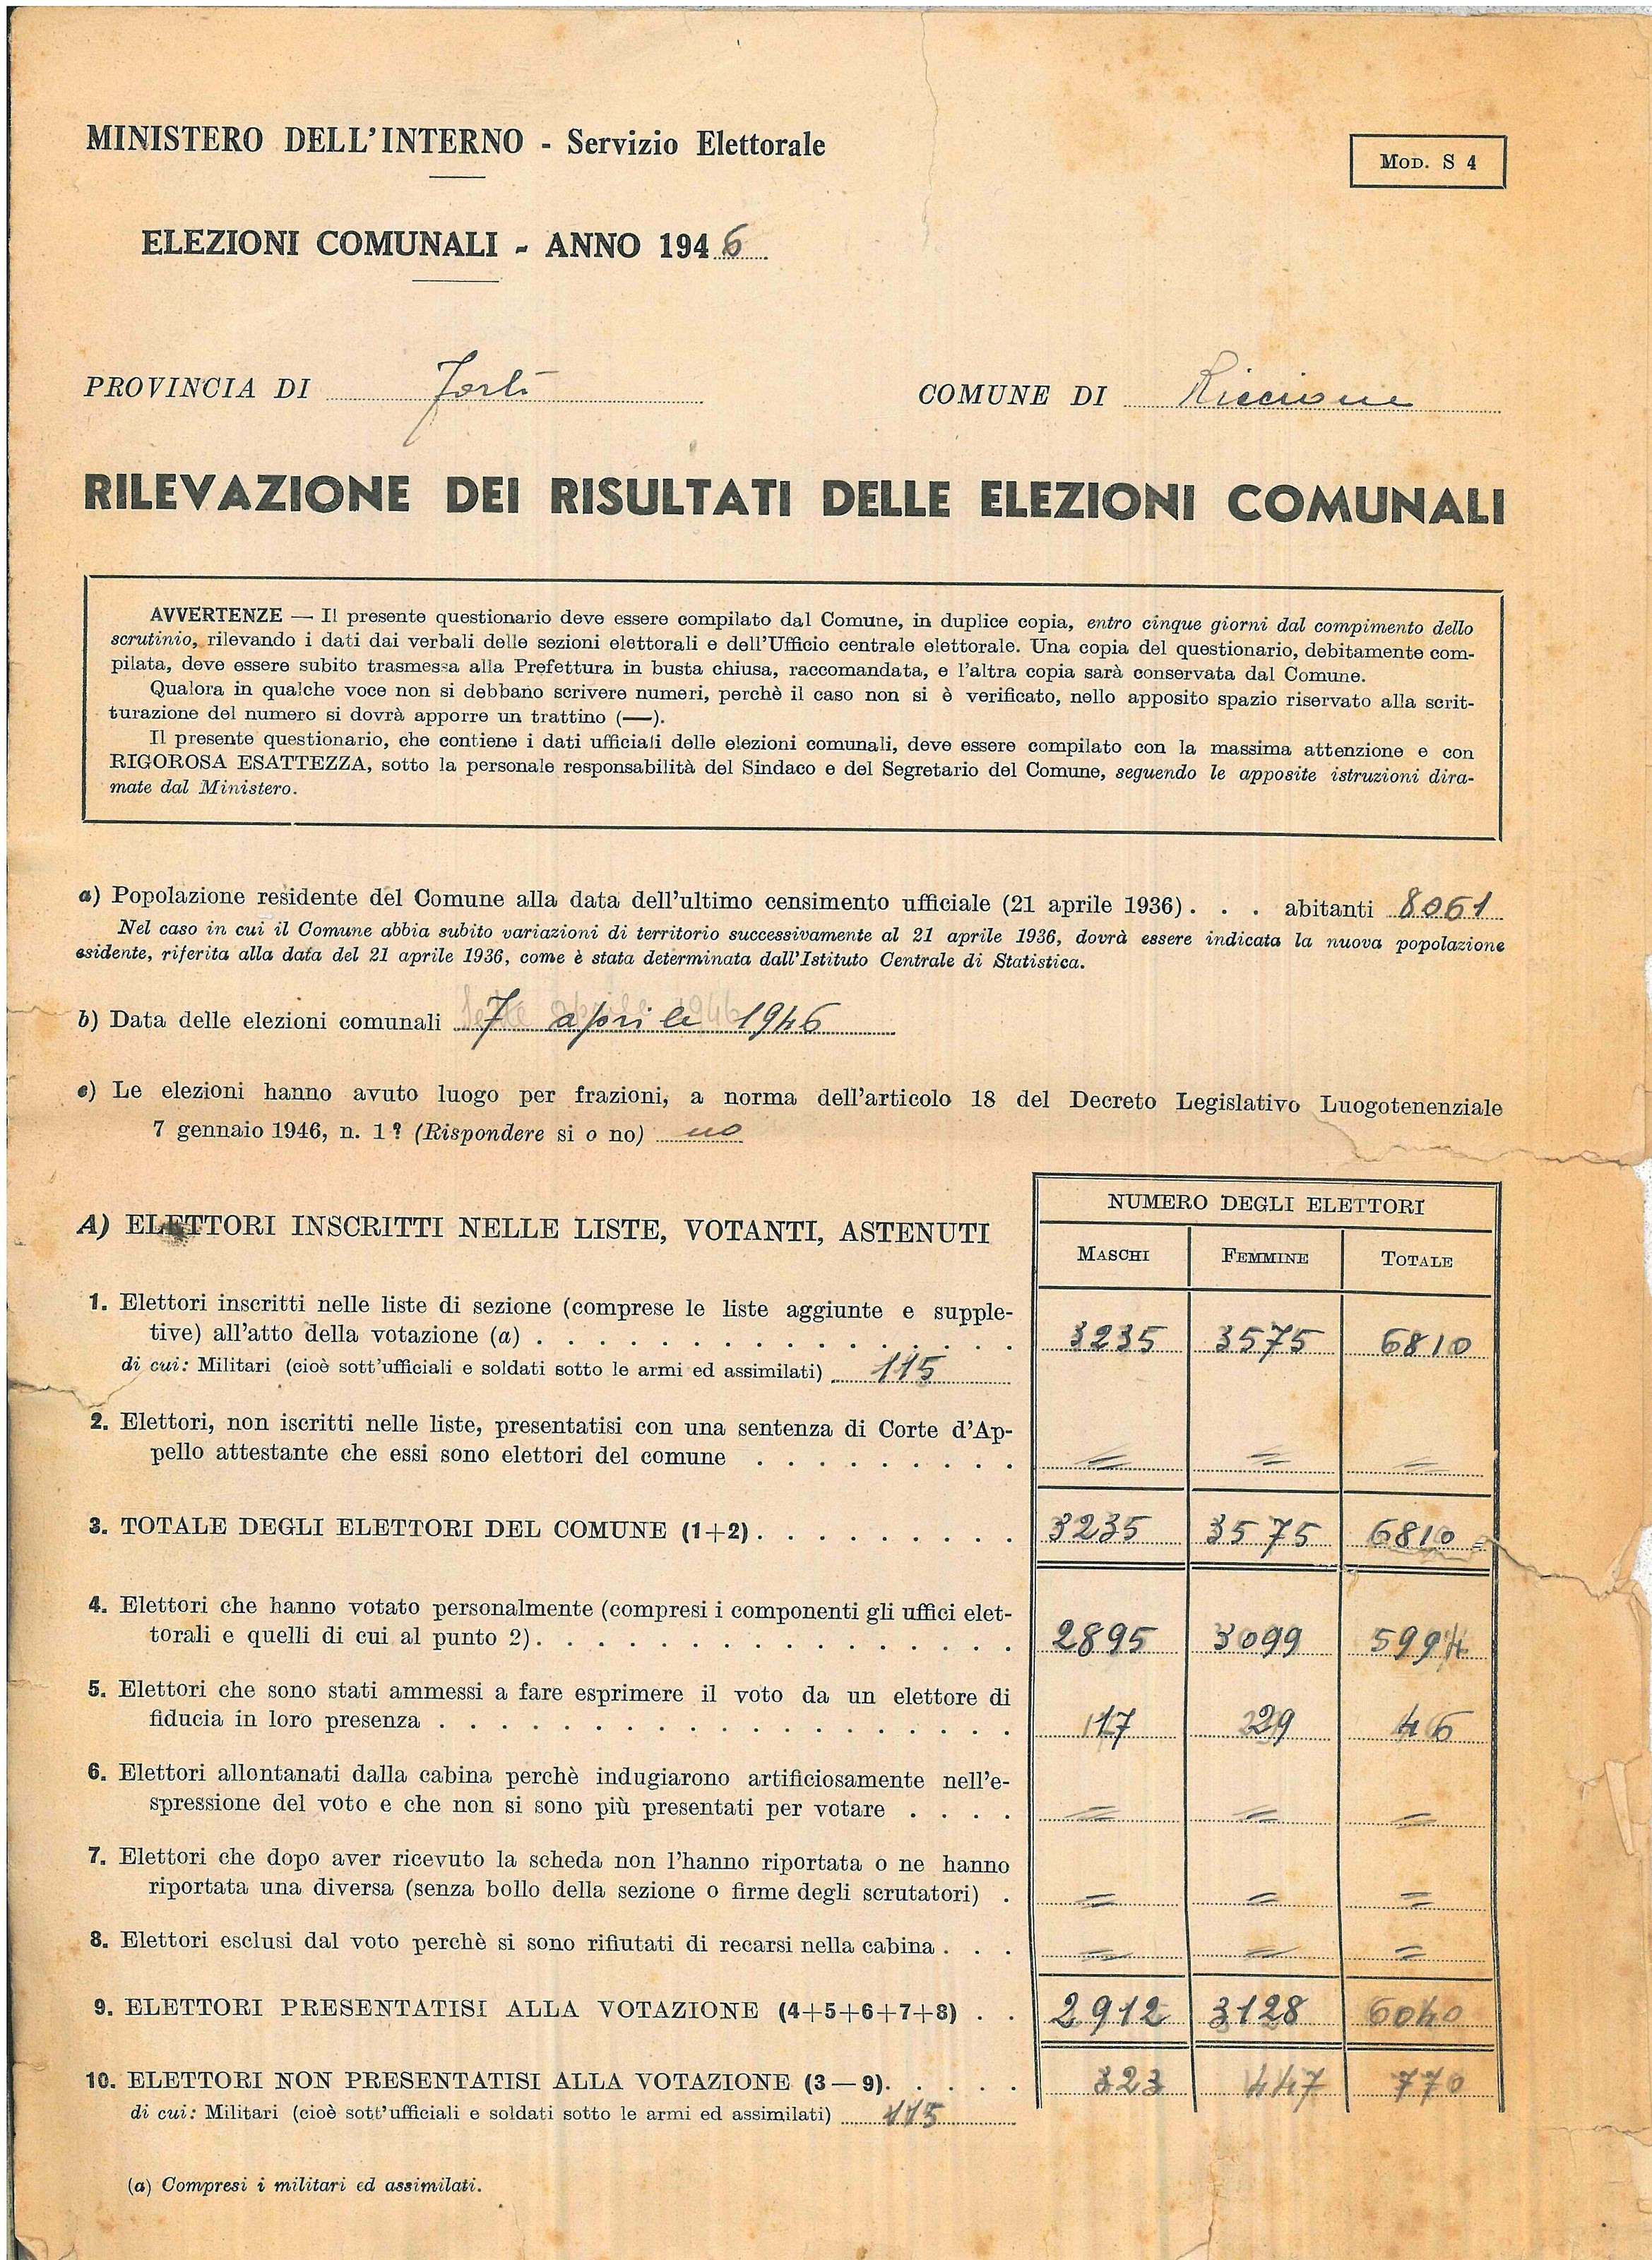 MINISTERO DELL'INTERNO - Servizio Elettorale
MOD. S 4
ELEZIONI COMUNALI - ANNO 1946
PROVINCIA DI Forlì COMUNE DI Riccione
RILEVAZIONE DEI RISULTATI DELLE ELEZIONI COMUNALI
AVVERTENZE — Il presente questionario deve essere compilato dal Comune, in duplice copia, entro cinque giorni dal compimento dello
scrutinio, rilevando i dati dai verbali delle sezioni elettorali e dell'Ufficio centrale elettorale. Una copia del questionario, debitamente com-
pilata, deve essere subito trasmessa alla Prefettura in busta chiusa, raccomandata, e l'altra copia sarà conservata dal Comune.
Qualora in qualche voce non si debbano scrivere numeri, perchè il caso non si è verificato, nello apposito spazio riservato alla scrit-
turazione del numero si dovrà apporre un trattino (—).
Il presente questionario, che contiene i dati ufficiali delle elezioni comunali, deve essere compilato con la massima attenzione e con
RIGOROSA ESATTEZZA, sotto la personale responsabilità del Sindaco e del Segretario del Comune, seguendo le apposite istruzioni dira-
mate dal Ministero.
a) Popolazione residente del Comune alla data dell'ultimo censimento ufficiale (21 aprile 1936) . . . abitanti 8061
Nel caso in cui il Comune abbia subito variazioni di territorio successivamente al 21 aprile 1936, dovrà essere indicata la nuova popolazione
esidente, riferita alla data del 21 aprile 1936, come è stata determinata dall'Istituto Centrale di Statistica.
b) Data delle elezioni comunali 7 aprile 1946
c) Le elezioni hanno avuto luogo per frazioni, a norma dell'articolo 18 del Decreto Legislativo Luogotenenziale
7 gennaio 1946, n. 1? (Rispondere si o no) no
A) ELETTORI INSCRITTI NELLE LISTE, VOTANTI, ASTENUTI
NUMERO DEGLI ELETTORI
MASCHI FEMMINE TOTALE
1. Elettori inscritti nelle liste di sezione (comprese le liste aggiunte e supple-
tive) all'atto della votazione (a) . . . . . . . . . . . . . . . . 3235 3575 6810
di cui: Militari (cioè sott'ufficiali e soldati sotto le armi ed assimilati) 115
2. Elettori, non iscritti nelle liste, presentatisi con una sentenza di Corte d'Ap-
pello attestante che essi sono elettori del comune . . . . . . . . . = = =
3. TOTALE DEGLI ELETTORI DEL COMUNE (1+2) . . . . . . . . . 3235 3575 6810 =
4. Elettori che hanno votato personalmente (compresi i componenti gli uffici elet-
torali e quelli di cui al punto 2) . . . . . . . . . . . . . . . . 2895 3099 5994
5. Elettori che sono stati ammessi a fare esprimere il voto da un elettore di
fiducia in loro presenza . . . . . . . . . . . . . . . . . . . 17 29 46
6. Elettori allontanati dalla cabina perchè indugiarono artificiosamente nell'e-
spressione del voto e che non si sono più presentati per votare . . . . = = =
7. Elettori che dopo aver ricevuto la scheda non l'hanno riportata o ne hanno
riportata una diversa (senza bollo della sezione o firme degli scrutatori) . = = =
8. Elettori esclusi dal voto perchè si sono rifiutati di recarsi nella cabina . . . = = =
9. ELETTORI PRESENTATISI ALLA VOTAZIONE (4+5+6+7+8) . . 2912 3128 6040
10. ELETTORI NON PRESENTATISI ALLA VOTAZIONE (3—9) . . . . . 323 447 770
di cui: Militari (cioè sott'ufficiali e soldati sotto le armi ed assimilati) 115
(a) Compresi i militari ed assimilati.